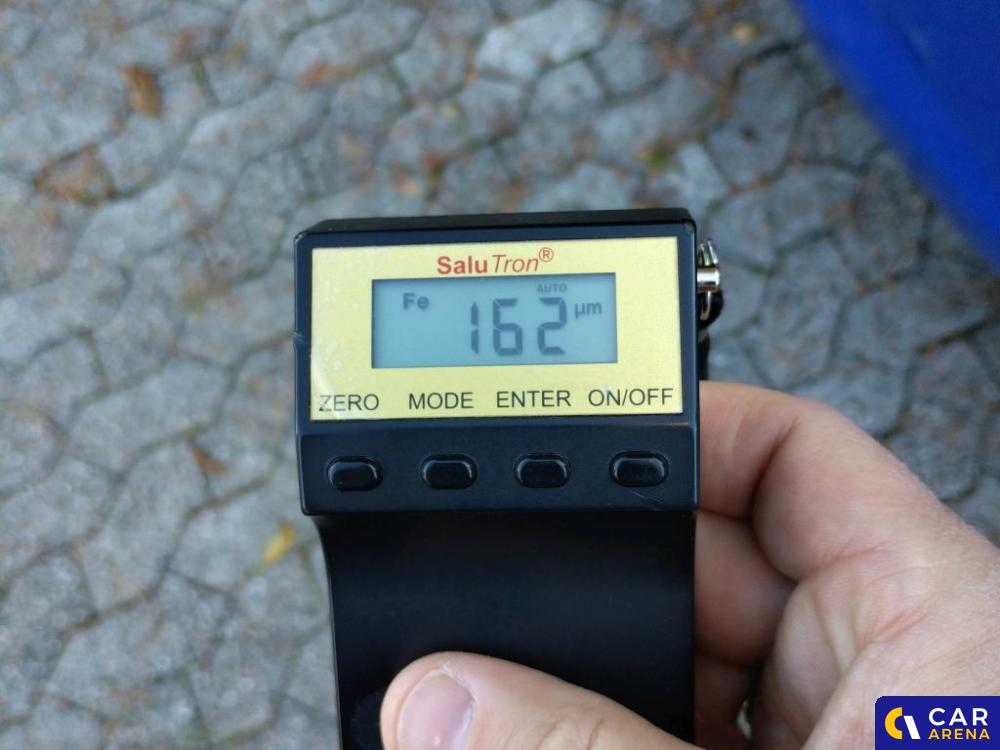 SaluTron®
AUTO
Fe 162 µm
ZERO MODE ENTER ON/OFF
CAR
ARENA